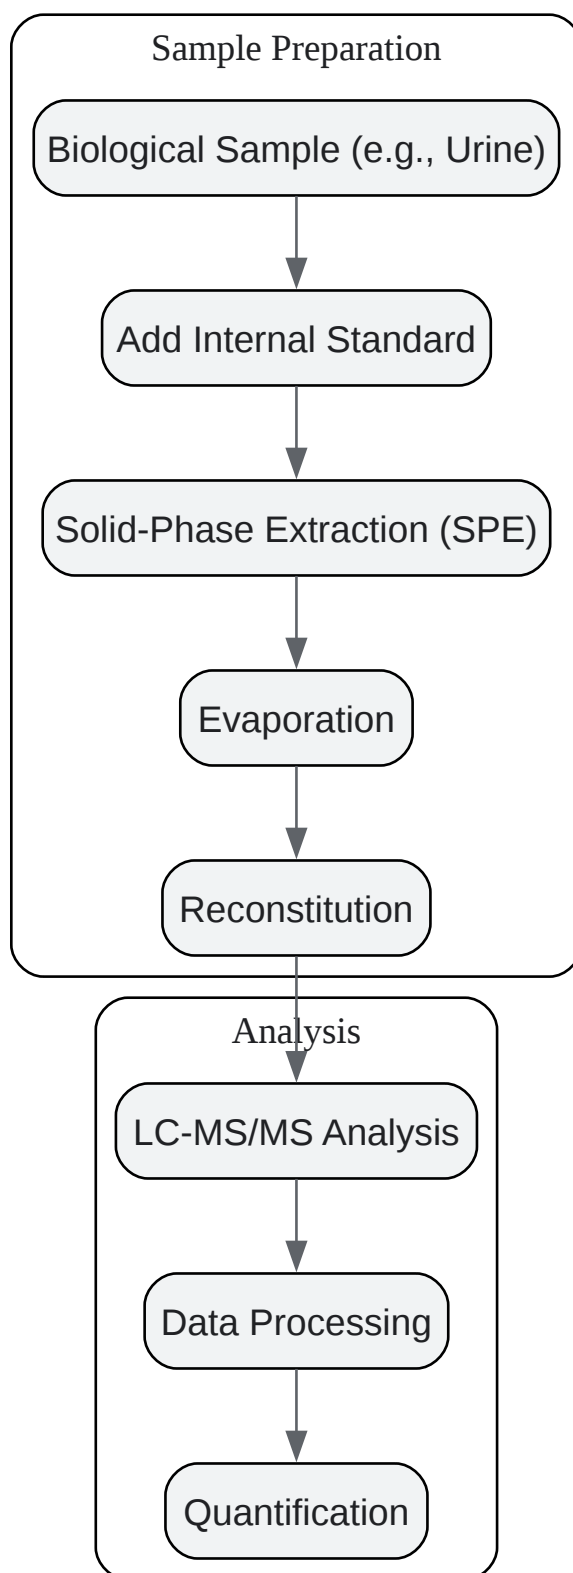 Sample Preparation
Biological Sample (e.g., Urine)
Add Internal Standard
Solid-Phase Extraction (SPE)
Evaporation
Reconstitution
Analysis
LC-MS/MS Analysis
Data Processing
Quantification